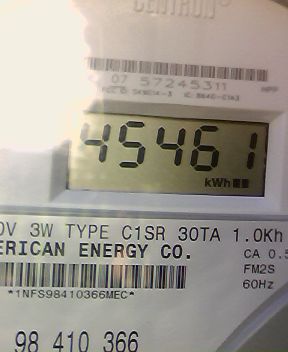 CENTRON®
07 57245311
45461
kWh
0V 3W TYPE C1SR 30TA 1.0Kh
ERICAN ENERGY CO.
CA 0.5
*1NFS98410366MEC*
FM2S
60Hz
98 410 366